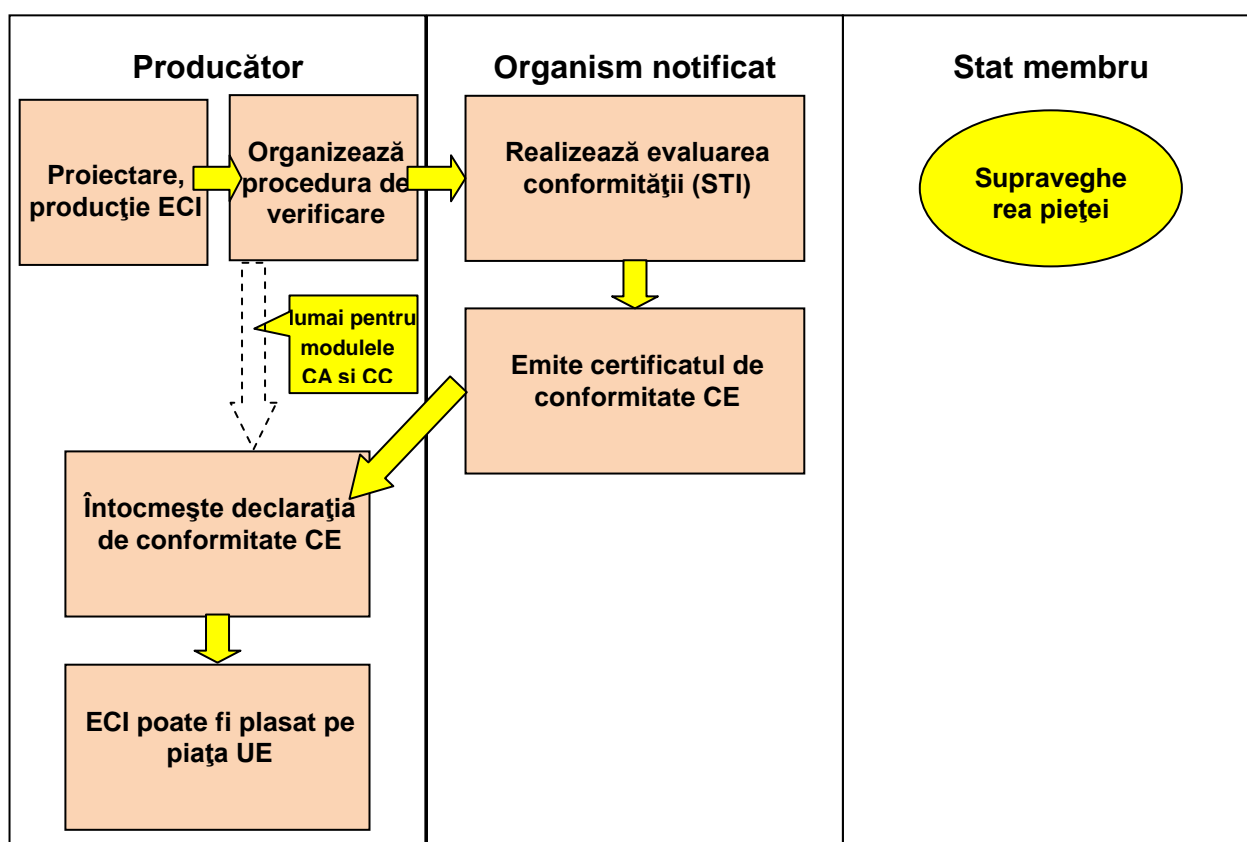 Producător
Organism notificat
Stat membru
Proiectare,
producţie ECI
Organizează
procedura de
verificare
Realizează evaluarea
conformităţii (STI)
Supraveghe
rea pieţei
lumai pentru
modulele
CA si CC
Emite certificatul de
conformitate CE
Întocmeşte declaraţia
de conformitate CE
ECI poate fi plasat pe
piaţa UE